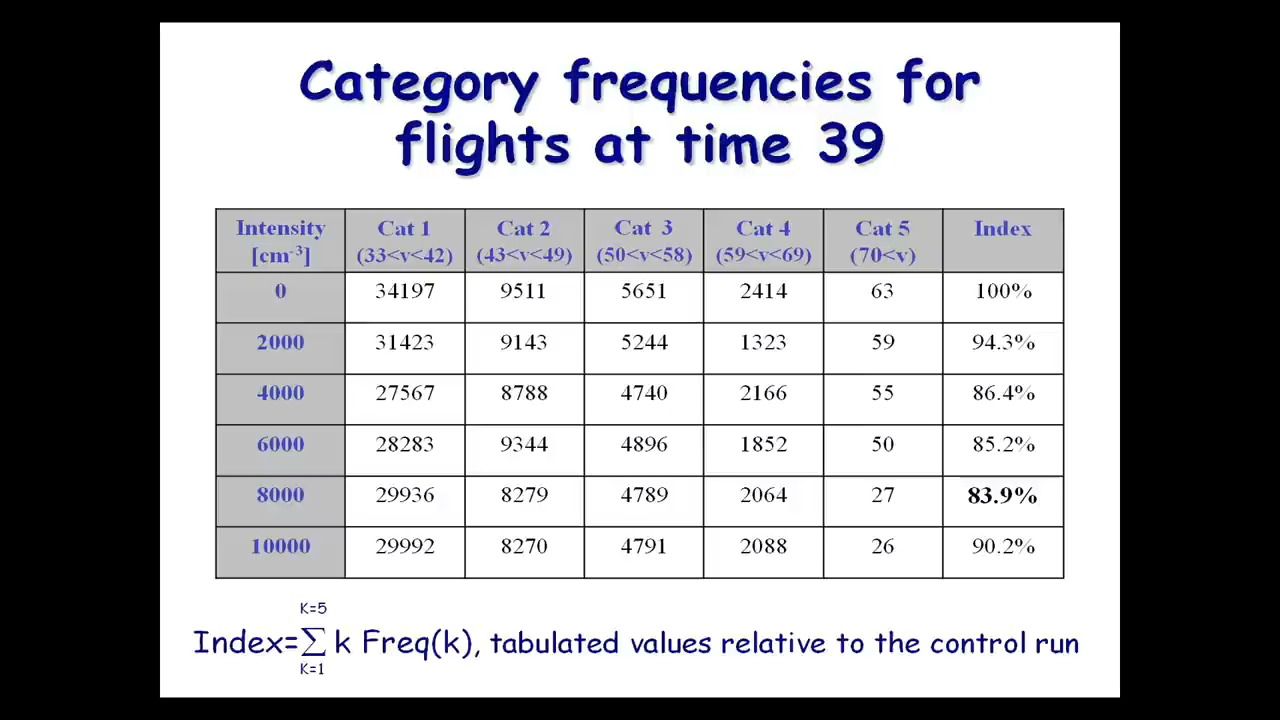 Category frequencies for
flights at time 39
Intensity [cm-3] Cat 1 (33<v<42) Cat 2 (43<v<49) Cat 3 (50<v<58) Cat 4 (59<v<69) Cat 5 (70<v) Index
0 34197 9511 5651 2414 63 100%
2000 31423 9143 5244 1323 59 94.3%
4000 27567 8788 4740 2166 55 86.4%
6000 28283 9344 4896 1852 50 85.2%
8000 29936 8279 4789 2064 27 83.9%
10000 29992 8270 4791 2088 26 90.2%
K=5
Index=∑ k Freq(k), tabulated values relative to the control run
K=1